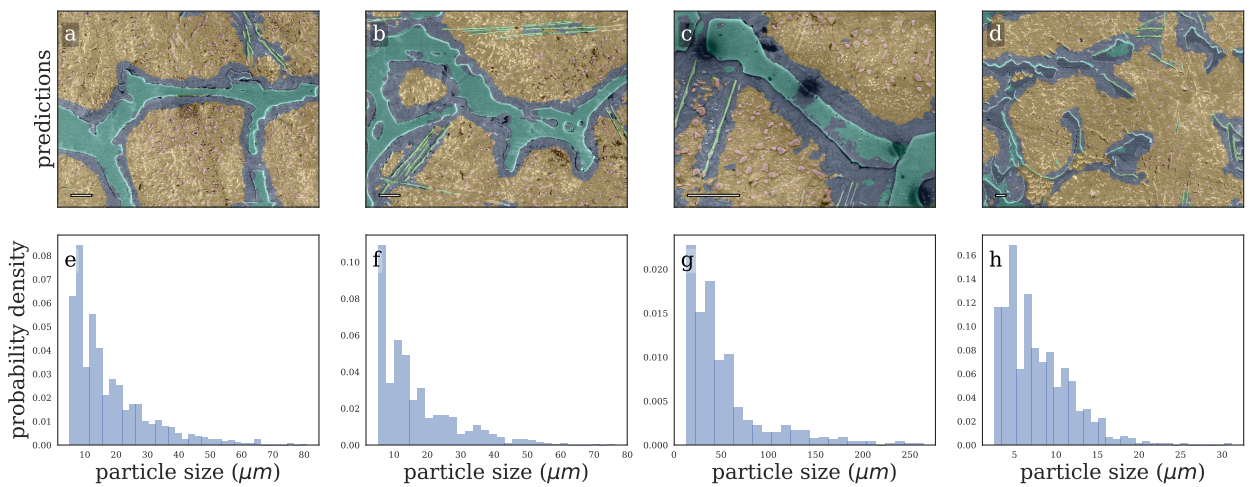 predictions
a
b
c
d
probability density
e
0.08
0.07
0.06
0.05
0.04
0.03
0.02
0.01
0.00
10 20 30 40 50 60 70 80
particle size (μm)
f
0.10
0.08
0.06
0.04
0.02
0.00
10 20 30 40 50 60 70 80
particle size (μm)
g
0.020
0.015
0.010
0.005
0.000
0 50 100 150 200 250
particle size (μm)
h
0.16
0.14
0.12
0.10
0.08
0.06
0.04
0.02
0.00
5 10 15 20 25 30
particle size (μm)